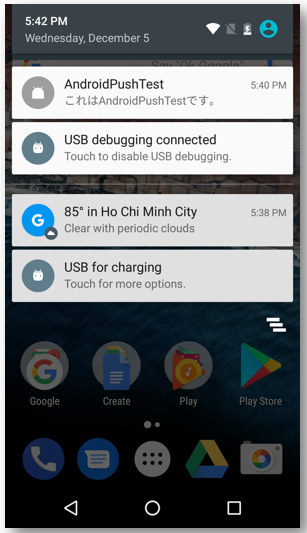 5:42 PM
Wednesday, December 5
Say "Ok Google"
AndroidPushTest 5:40 PM
これはAndroidPushTestです。
USB debugging connected
Touch to disable USB debugging.
G 85° in Ho Chi Minh City 5:38 PM
Clear with periodic clouds
USB for charging
Touch for more options.
Google Create Play Play Store